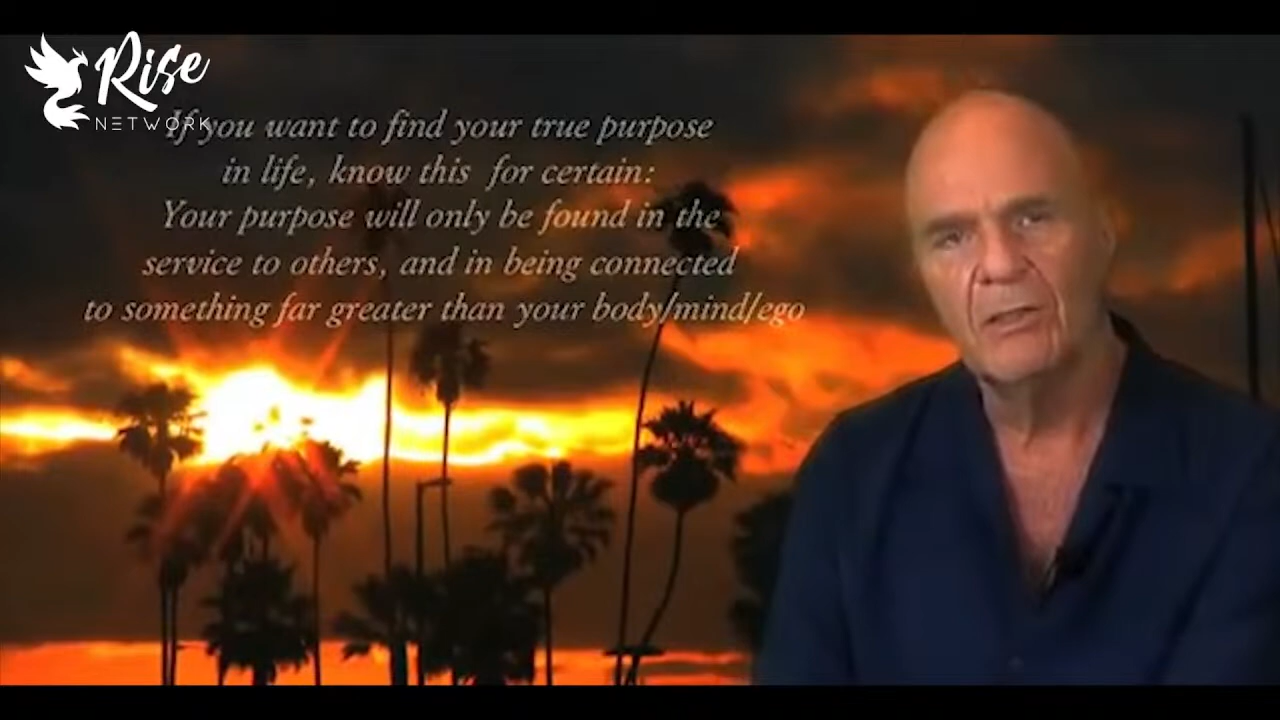 Rise
NETWORK
If you want to find your true purpose
in life, know this for certain:
Your purpose will only be found in the
service to others, and in being connected
to something far greater than your body/mind/ego